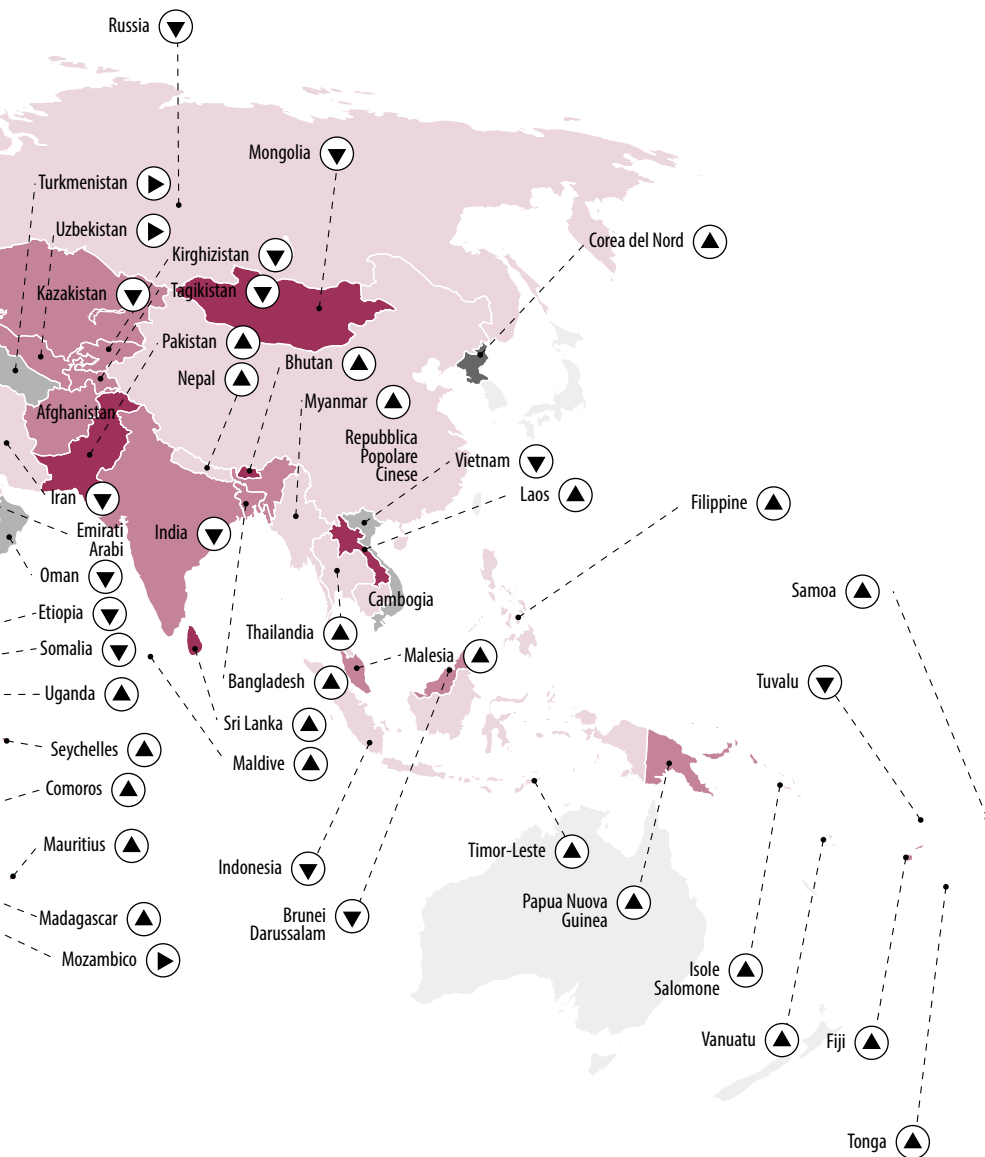 Russia
Mongolia
Turkmenistan
Uzbekistan
Corea del Nord
Kirghizistan
Kazakistan
Tagikistan
Pakistan
Bhutan
Nepal
Myanmar
Afghanistan
Repubblica
Popolare
Cinese
Vietnam
Laos
Iran
Filippine
Emirati
Arabi
India
Oman
Samoa
Cambogia
Etiopia
Thailandia
Somalia
Malesia
Bangladesh
Tuvalu
Uganda
Sri Lanka
Seychelles
Maldive
Comoros
Mauritius
Timor-Leste
Indonesia
Papua Nuova
Guinea
Brunei
Darussalam
Madagascar
Mozambico
Isole
Salomone
Vanuatu
Fiji
Tonga